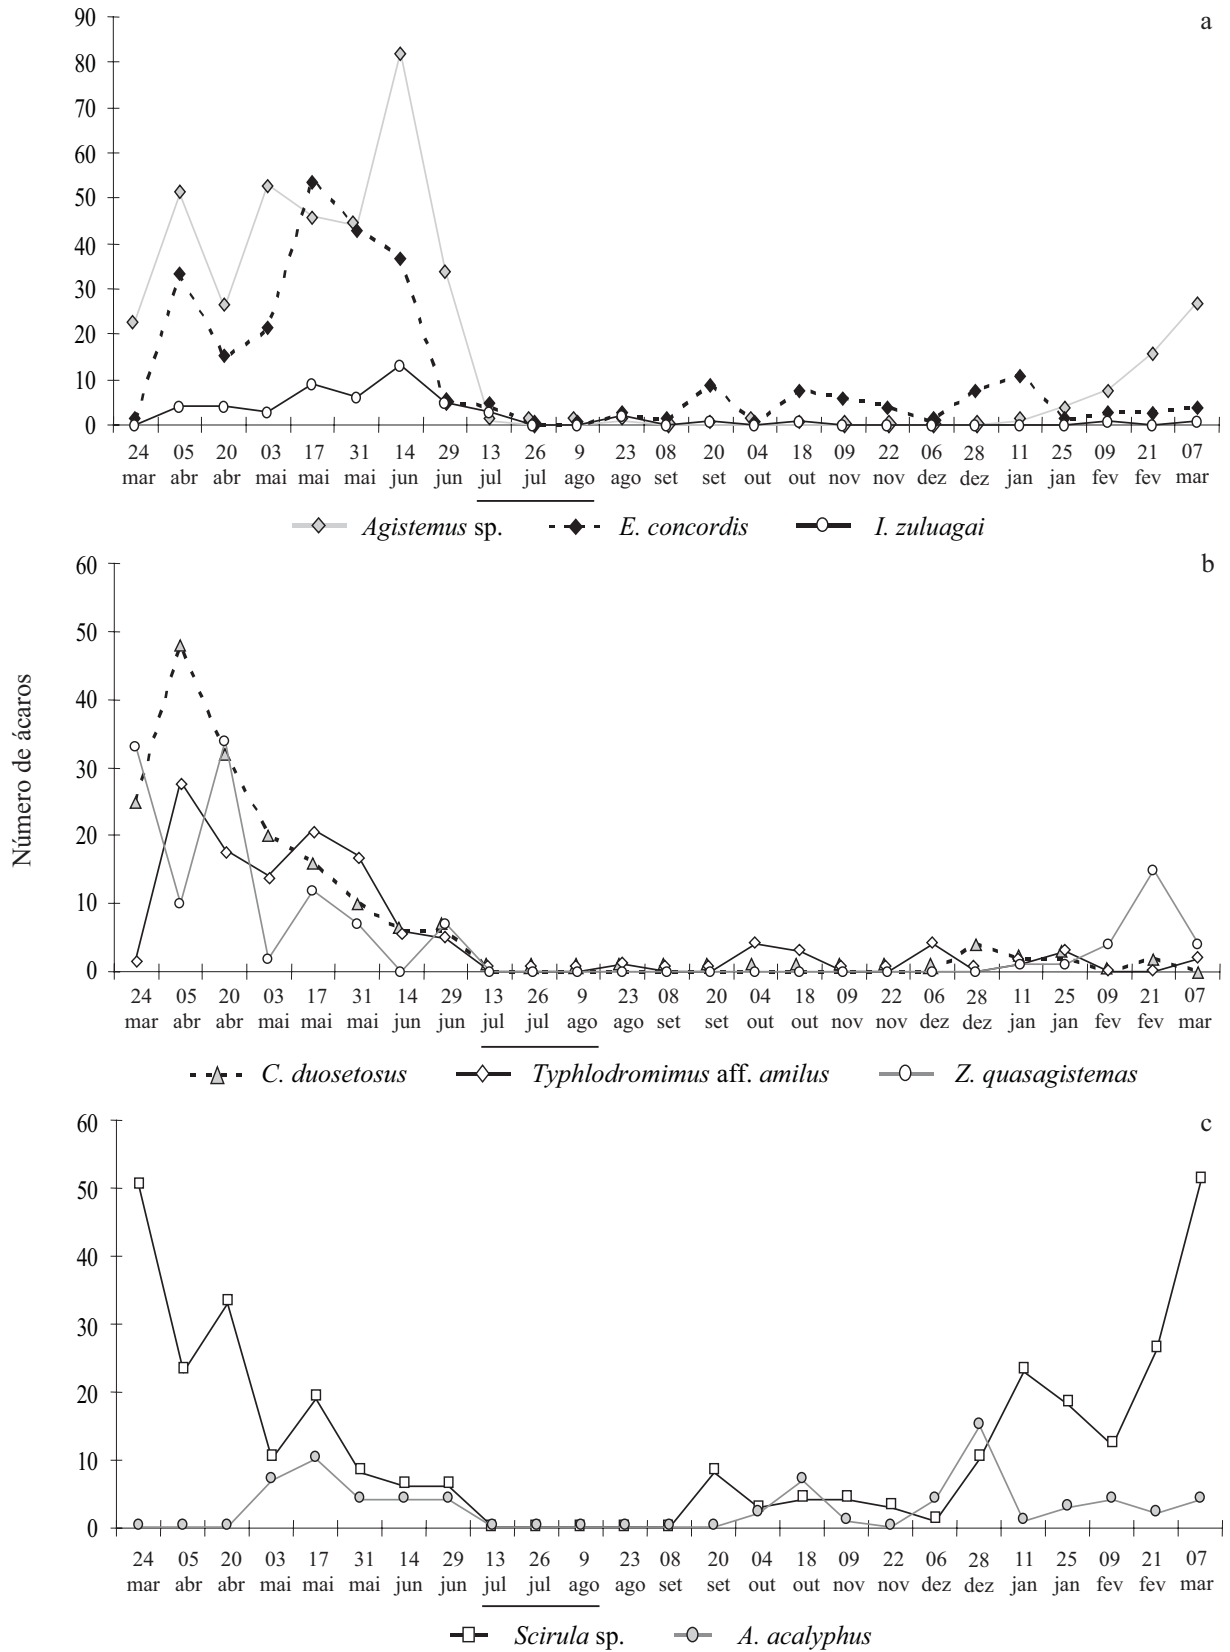 a
90
80
70
60
50
40
30
20
10
0
24 05 20 03 17 31 14 29 13 26 9 23 08 20 04 18 09 22 06 28 11 25 09 21 07
mar abr abr mai mai mai jun jun jul jul ago ago set set out out nov nov dez dez jan jan fev fev mar
Agistemus sp. E. concordis I. zuluagai
Número de ácaros
b
60
50
40
30
20
10
0
24 05 20 03 17 31 14 29 13 26 9 23 08 20 04 18 09 22 06 28 11 25 09 21 07
mar abr abr mai mai mai jun jun jul jul ago ago set set out out nov nov dez dez jan jan fev fev mar
C. duosetosus Typhlodromimus aff. amilus Z. quasagistemas
c
60
50
40
30
20
10
0
24 05 20 03 17 31 14 29 13 26 9 23 08 20 04 18 09 22 06 28 11 25 09 21 07
mar abr abr mai mai mai jun jun jul jul ago ago set set out out nov nov dez dez jan jan fev fev mar
Scirula sp. A. acalyphus